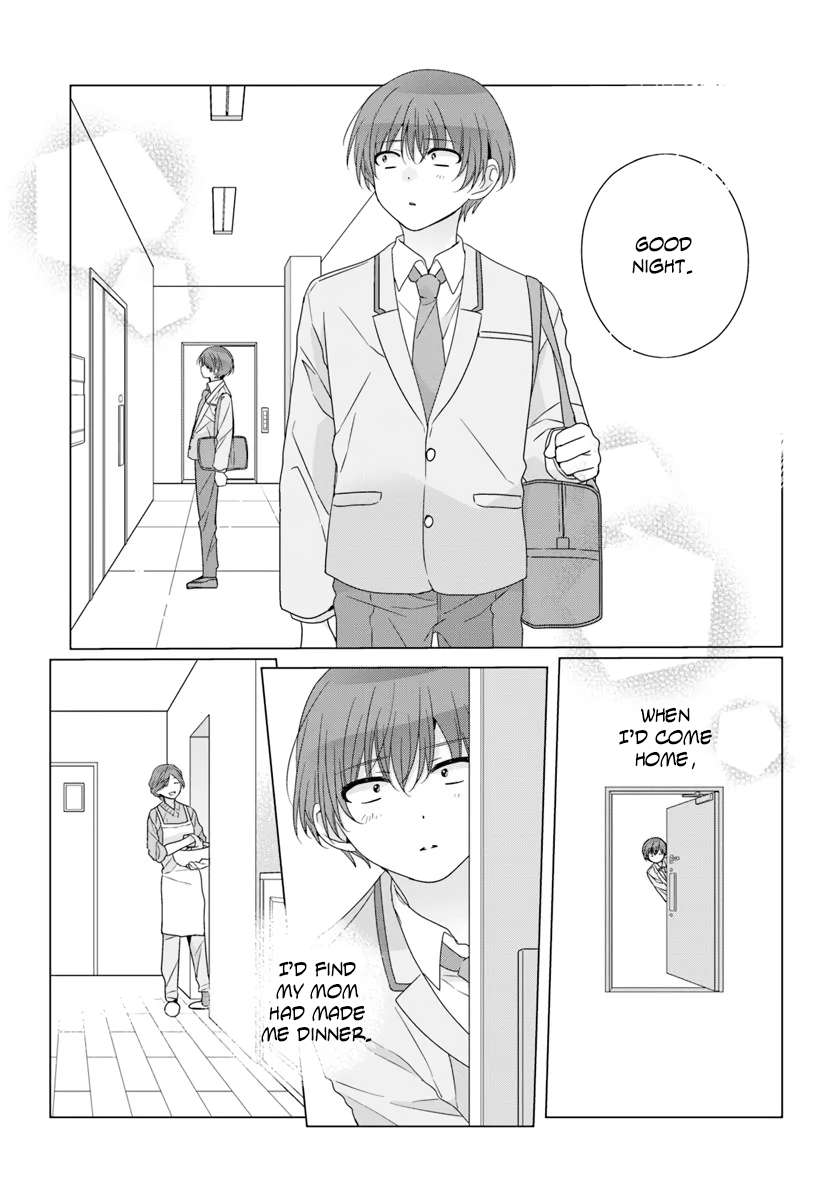 GOOD
NIGHT.
WHEN
I'D COME
HOME,
I'D FIND
MY MOM
HAD MADE
ME DINNER.